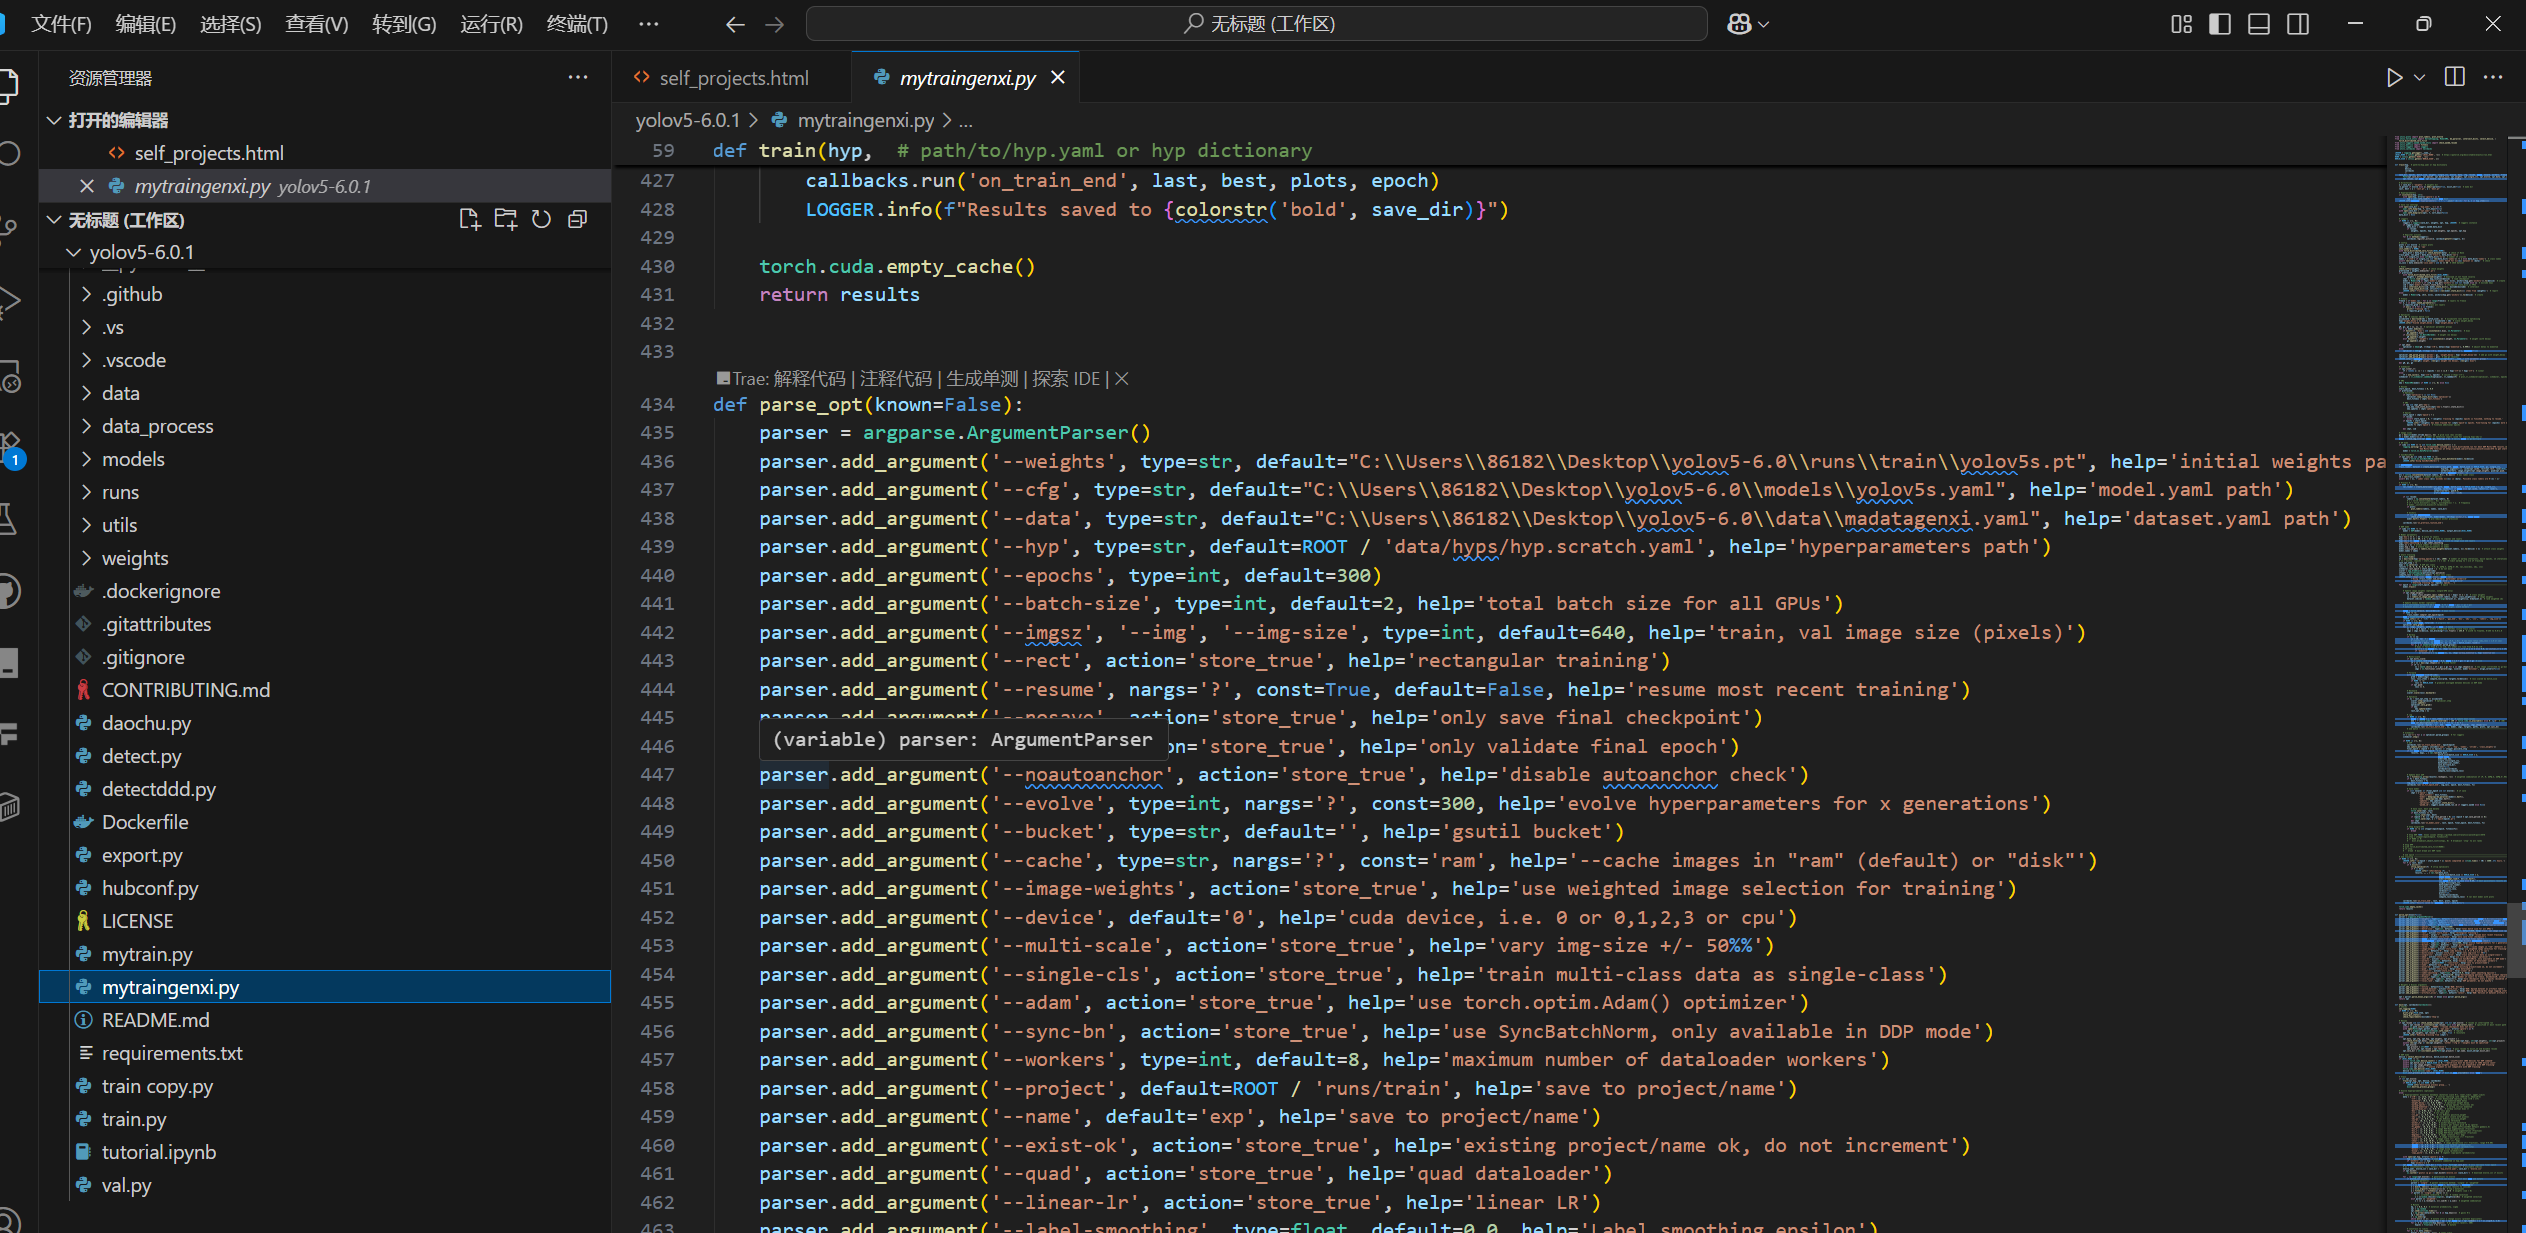 文件(F) 编辑(E) 选择(S) 查看(V) 转到(G) 运行(R) 终端(T) ··· 无标题 (工作区)
资源管理器 ···
打开的编辑器
self_projects.html
mytraingenxi.py yolov5-6.0.1
无标题 (工作区)
yolov5-6.0.1
.github
.vs
.vscode
data
data_process
models
runs
utils
weights
.dockerignore
.gitattributes
.gitignore
CONTRIBUTING.md
daochu.py
detect.py
detectddd.py
Dockerfile
export.py
hubconf.py
LICENSE
mytrain.py
mytraingenxi.py
README.md
requirements.txt
train copy.py
train.py
tutorial.ipynb
val.py
1
self_projects.html mytraingenxi.py
yolov5-6.0.1 > mytraingenxi.py > ...
59 def train(hyp,  # path/to/hyp.yaml or hyp dictionary
427 callbacks.run('on_train_end', last, best, plots, epoch)
428 LOGGER.info(f"Results saved to {colorstr('bold', save_dir)}")
429
430 torch.cuda.empty_cache()
431 return results
432
433
Trae: 解释代码 | 注释代码 | 生成单测 | 探索 IDE |
434 def parse_opt(known=False):
435 parser = argparse.ArgumentParser()
436 parser.add_argument('--weights', type=str, default="C:\\Users\\86182\\Desktop\\yolov5-6.0\\runs\\train\\yolov5s.pt", help='initial weights pa
437 parser.add_argument('--cfg', type=str, default="C:\\Users\\86182\\Desktop\\yolov5-6.0\\models\\yolov5s.yaml", help='model.yaml path')
438 parser.add_argument('--data', type=str, default="C:\\Users\\86182\\Desktop\\yolov5-6.0\\data\\madatagenxi.yaml", help='dataset.yaml path')
439 parser.add_argument('--hyp', type=str, default=ROOT / 'data/hyps/hyp.scratch.yaml', help='hyperparameters path')
440 parser.add_argument('--epochs', type=int, default=300)
441 parser.add_argument('--batch-size', type=int, default=2, help='total batch size for all GPUs')
442 parser.add_argument('--imgsz', '--img', '--img-size', type=int, default=640, help='train, val image size (pixels)')
443 parser.add_argument('--rect', action='store_true', help='rectangular training')
444 parser.add_argument('--resume', nargs='?', const=True, default=False, help='resume most recent training')
445 parser.add_argument('--nosave', action='store_true', help='only save final checkpoint')
(variable) parser: ArgumentParser
446 on='store_true', help='only validate final epoch')
447 parser.add_argument('--noautoanchor', action='store_true', help='disable autoanchor check')
448 parser.add_argument('--evolve', type=int, nargs='?', const=300, help='evolve hyperparameters for x generations')
449 parser.add_argument('--bucket', type=str, default='', help='gsutil bucket')
450 parser.add_argument('--cache', type=str, nargs='?', const='ram', help='--cache images in "ram" (default) or "disk"')
451 parser.add_argument('--image-weights', action='store_true', help='use weighted image selection for training')
452 parser.add_argument('--device', default='0', help='cuda device, i.e. 0 or 0,1,2,3 or cpu')
453 parser.add_argument('--multi-scale', action='store_true', help='vary img-size +/- 50%%')
454 parser.add_argument('--single-cls', action='store_true', help='train multi-class data as single-class')
455 parser.add_argument('--adam', action='store_true', help='use torch.optim.Adam() optimizer')
456 parser.add_argument('--sync-bn', action='store_true', help='use SyncBatchNorm, only available in DDP mode')
457 parser.add_argument('--workers', type=int, default=8, help='maximum number of dataloader workers')
458 parser.add_argument('--project', default=ROOT / 'runs/train', help='save to project/name')
459 parser.add_argument('--name', default='exp', help='save to project/name')
460 parser.add_argument('--exist-ok', action='store_true', help='existing project/name ok, do not increment')
461 parser.add_argument('--quad', action='store_true', help='quad dataloader')
462 parser.add_argument('--linear-lr', action='store_true', help='linear LR')
463 parser.add_argument('--label-smoothing', type=float, default=0.0, help='Label smoothing epsilon')